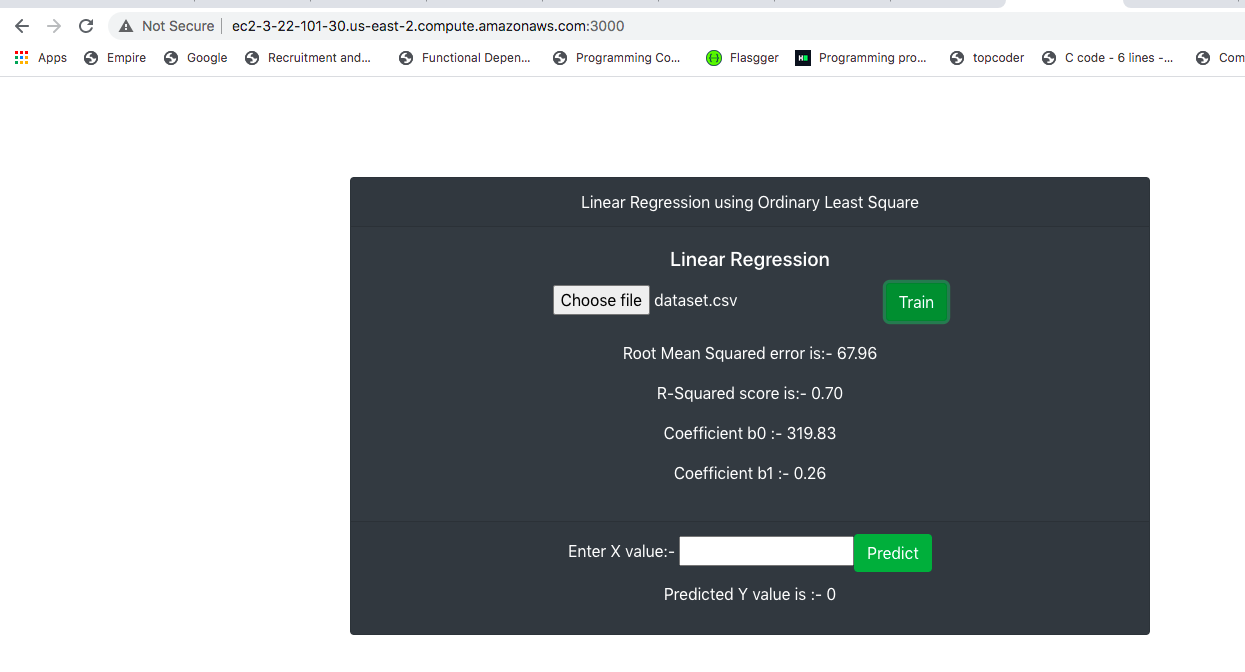 Not Secure ec2-3-22-101-30.us-east-2.compute.amazonaws.com:3000
Apps Empire Google Recruitment and... Functional Depen... Programming Co... Flasgger Programming pro... topcoder C code - 6 lines -... Com
Linear Regression using Ordinary Least Square
Linear Regression
Choose file dataset.csv Train
Root Mean Squared error is:- 67.96
R-Squared score is:- 0.70
Coefficient b0 :- 319.83
Coefficient b1 :- 0.26
Enter X value:- Predict
Predicted Y value is :- 0